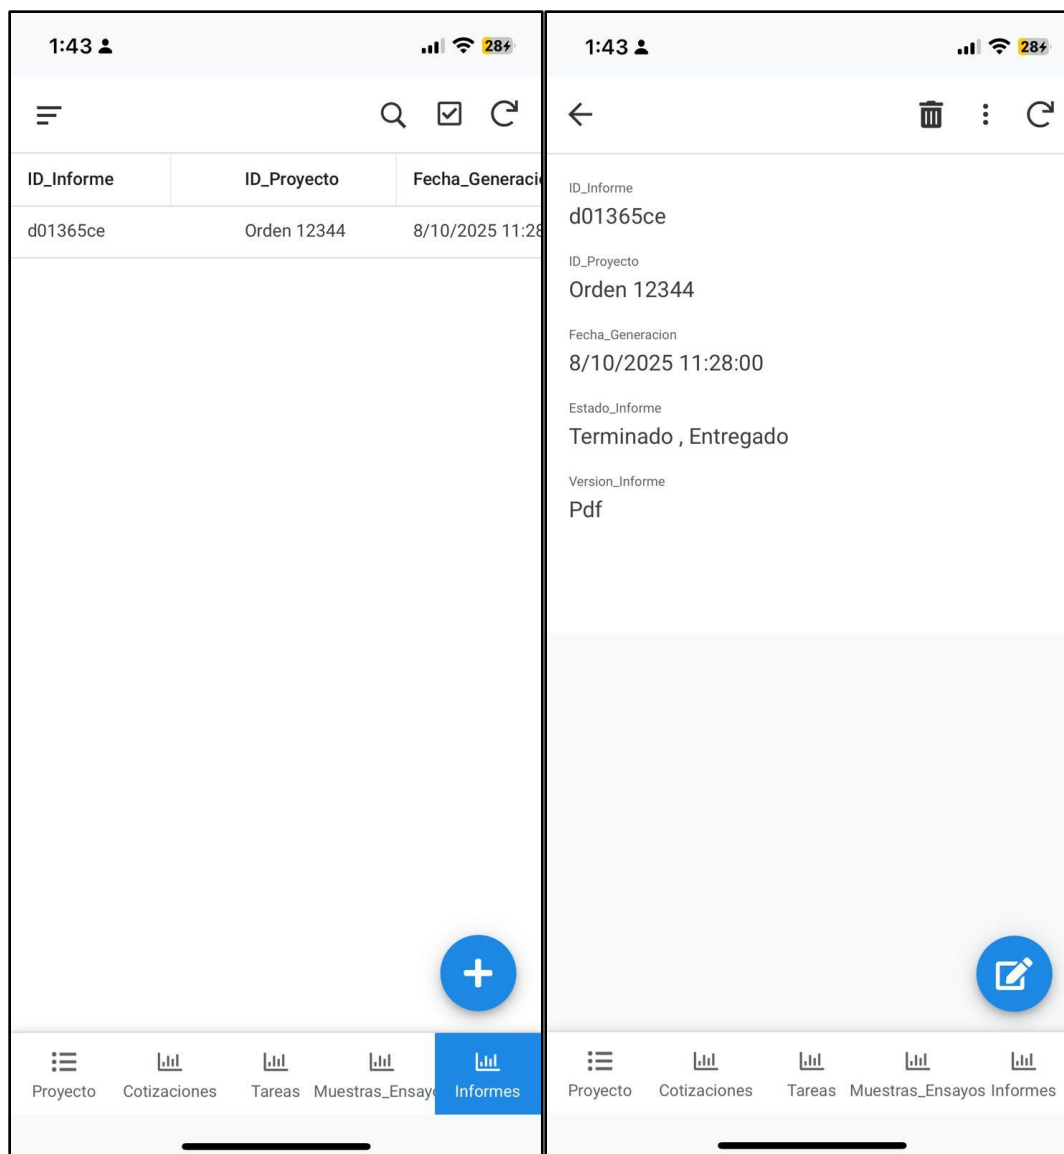 1:43
28
ID_Informe ID_Proyecto Fecha_Generaci
d01365ce Orden 12344 8/10/2025 11:28
Proyecto Cotizaciones Tareas Muestras_Ensayo Informes
1:43
28
ID_Informe
d01365ce
ID_Proyecto
Orden 12344
Fecha_Generacion
8/10/2025 11:28:00
Estado_Informe
Terminado , Entregado
Version_Informe
Pdf
Proyecto Cotizaciones Tareas Muestras_Ensayos Informes